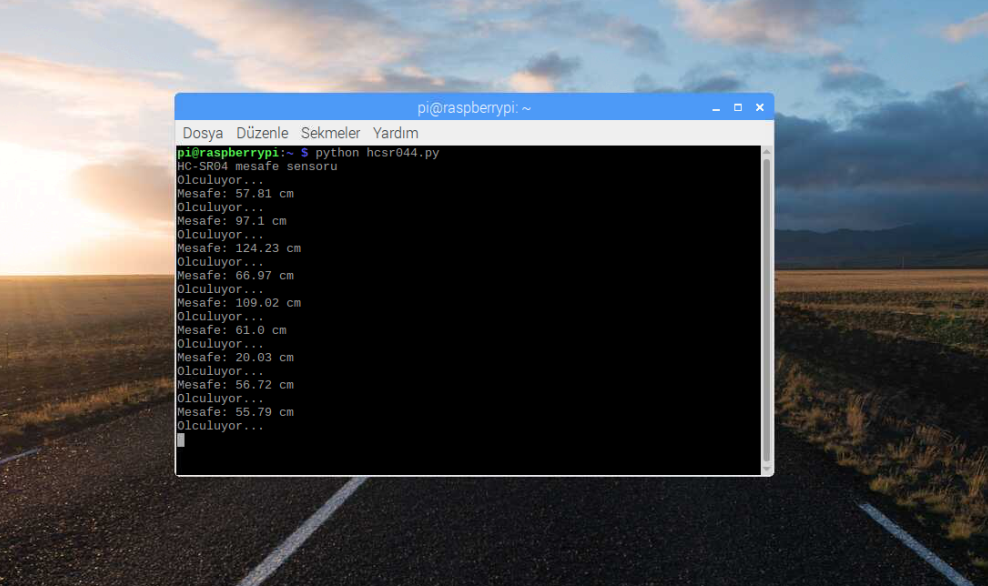 pi@raspberrypi: ~
Dosya Düzenle Sekmeler Yardım
pi@raspberrypi:~ $ python hcsr044.py
HC-SR04 mesafe sensoru
Olculuyor...
Mesafe: 57.81 cm
Olculuyor...
Mesafe: 97.1 cm
Olculuyor...
Mesafe: 124.23 cm
Olculuyor...
Mesafe: 66.97 cm
Olculuyor...
Mesafe: 109.02 cm
Olculuyor...
Mesafe: 61.0 cm
Olculuyor...
Mesafe: 20.03 cm
Olculuyor...
Mesafe: 56.72 cm
Olculuyor...
Mesafe: 55.79 cm
Olculuyor...